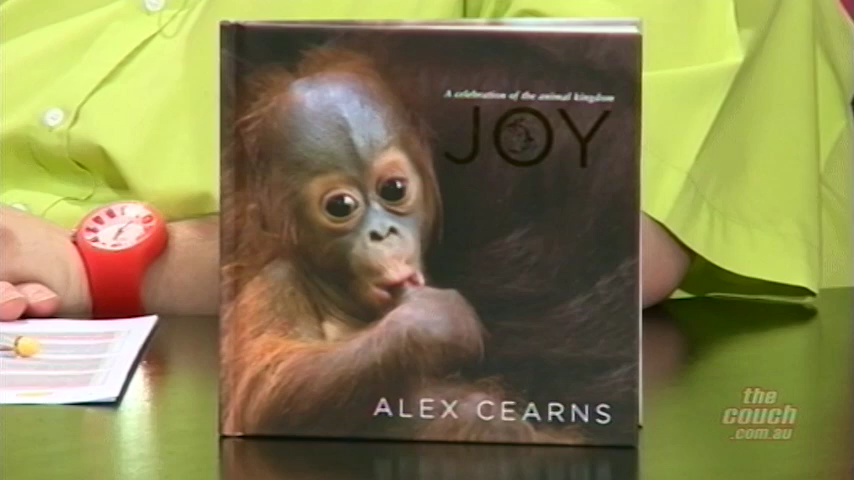 A celebration of the animal kingdom
JOY
ALEX CEARNS
the
couch
.com.au